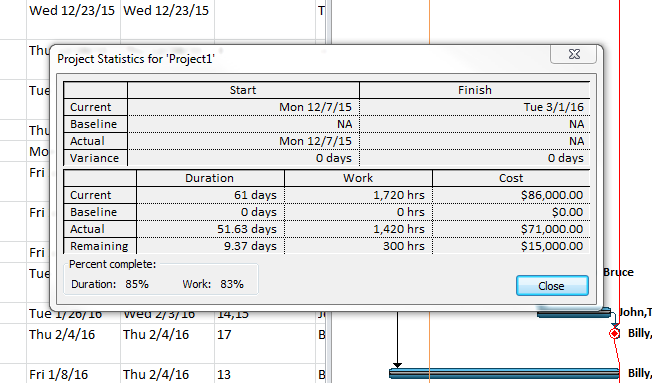 Wed 12/23/15 Wed 12/23/15 T
Thu
Project Statistics for 'Project1'
Tue
Start Finish
Current Mon 12/7/15 Tue 3/1/16
Baseline NA NA
Thu Actual Mon 12/7/15 NA
Mo Variance 0 days 0 days
Fri Duration Work Cost
Current 61 days 1,720 hrs $86,000.00
Fri Baseline 0 days 0 hrs $0.00
Actual 51.63 days 1,420 hrs $71,000.00
Fri Remaining 9.37 days 300 hrs $15,000.00
Percent complete:
Tue Bruce
Duration: 85% Work: 83% Close
Tue 1/26/16 Wed 2/3/16 14,15 John,T
Thu 2/4/16 Thu 2/4/16 17 B Billy,
Fri 1/8/16 Thu 2/4/16 13 B Billy,